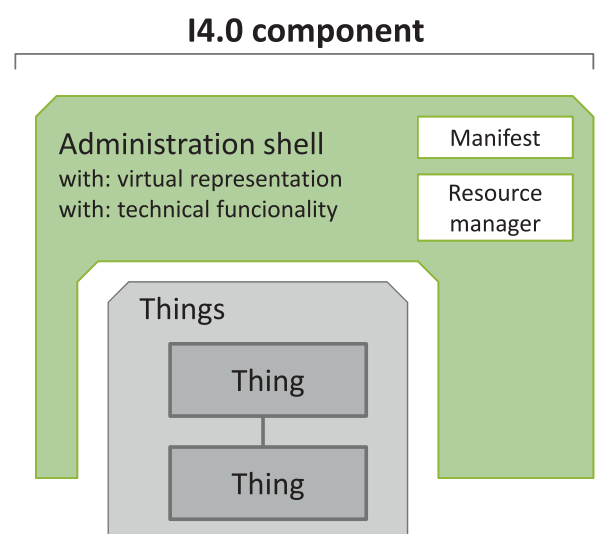 I4.0 component
Administration shell
with: virtual representation
with: technical funcionality
Manifest
Resource
manager
Things
Thing
Thing